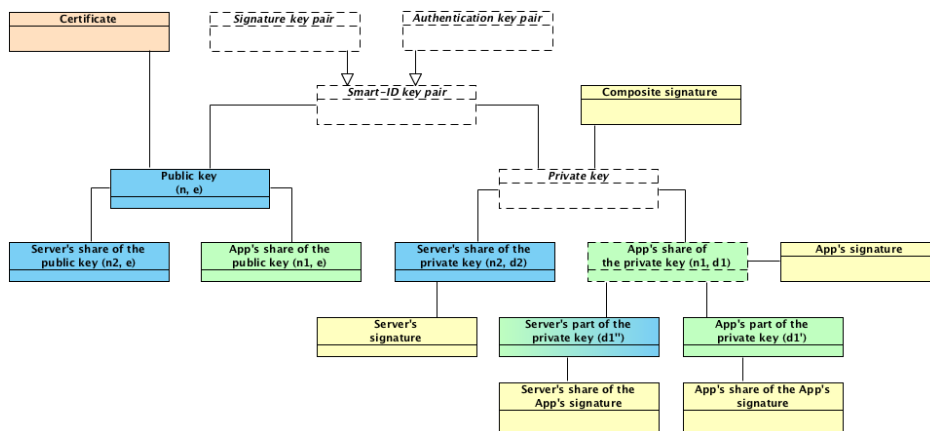 Certificate
Signature key pair
Authentication key pair
Smart-ID key pair
Composite signature
Public key
(n, e)
Private key
Server's share of the
public key (n2, e)
App's share of the
public key (n1, e)
Server's share of the
private key (n2, d2)
App's share of
the private key (n1, d1)
App's signature
Server's
signature
Server's part of the
private key (d1'')
App's part of the
private key (d1')
Server's share of the
App's signature
App's share of the App's
signature